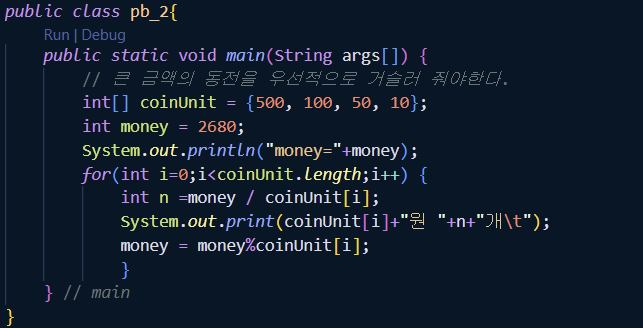 public class pb_2{
Run | Debug
public static void main(String args[]) {
// 큰 금액의 동전을 우선적으로 거슬러 줘야한다.
int[] coinUnit = {500, 100, 50, 10};
int money = 2680;
System.out.println("money="+money);
for(int i=0;i<coinUnit.length;i++) {
int n =money / coinUnit[i];
System.out.print(coinUnit[i]+"원 "+n+"개\t");
money = money%coinUnit[i];
}
} // main
}